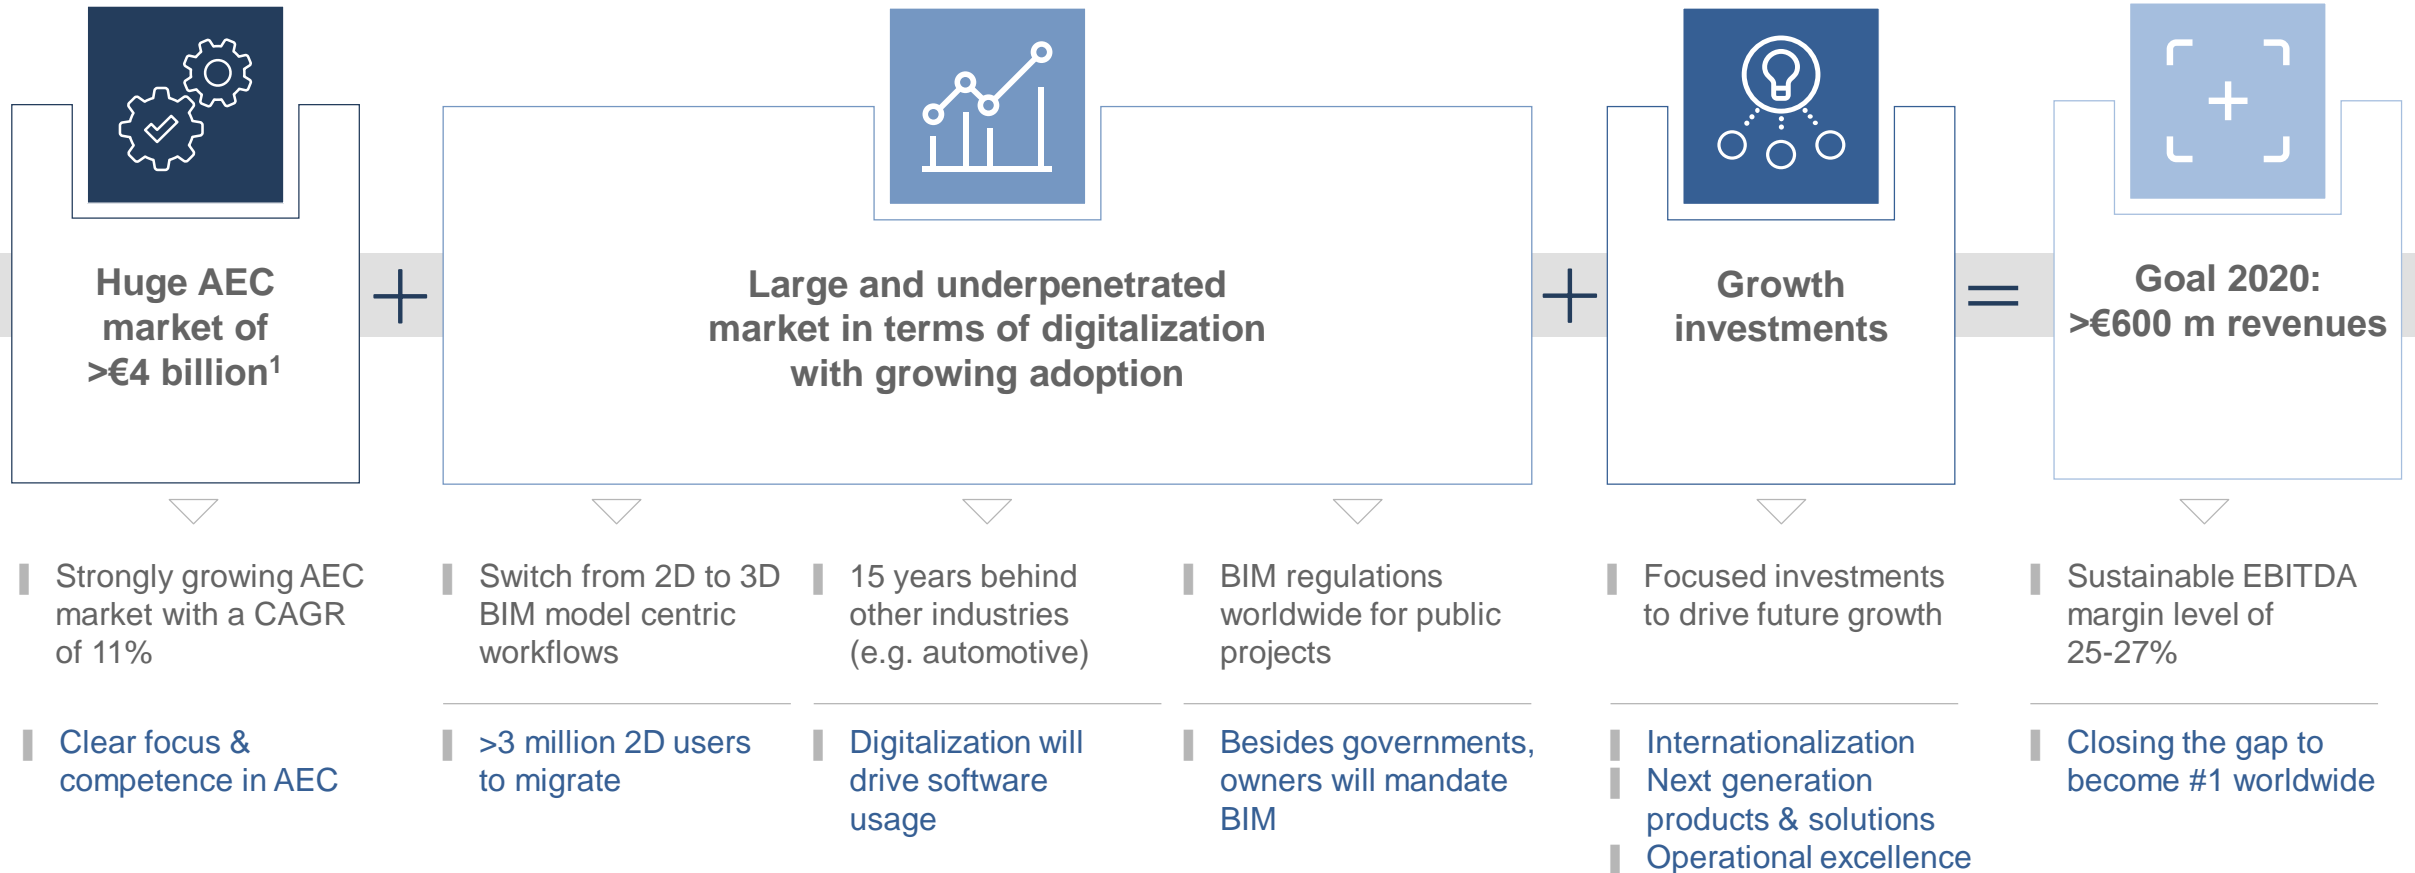 Huge AEC
market of
>€4 billion¹
+
Large and underpenetrated
market in terms of digitalization
with growing adoption
+
Growth
investments
=
Goal 2020:
>€600 m revenues
Strongly growing AEC
market with a CAGR
of 11%
Clear focus &
competence in AEC
Switch from 2D to 3D
BIM model centric
workflows
>3 million 2D users
to migrate
15 years behind
other industries
(e.g. automotive)
Digitalization will
drive software
usage
BIM regulations
worldwide for public
projects
Besides governments,
owners will mandate
BIM
Focused investments
to drive future growth
Internationalization
Next generation
products & solutions
Operational excellence
Sustainable EBITDA
margin level of
25-27%
Closing the gap to
become #1 worldwide